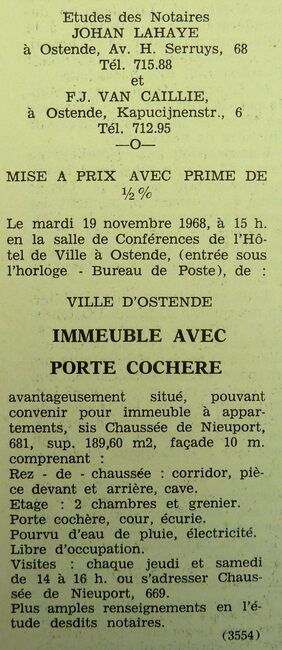 Etudes des Notaires
JOHAN LAHAYE
à Ostende, Av. H. Serruys, 68
Tél. 715.88
et
F.J. VAN CAILLIE,
à Ostende, Kapucijnenstr., 6
Tél. 712.95
—O—
MISE A PRIX AVEC PRIME DE
½%
Le mardi 19 novembre 1968, à 15 h.
en la salle de Conférences de l'Hô-
tel de Ville à Ostende, (entrée sous
l'horloge - Bureau de Poste), de :
VILLE D'OSTENDE
IMMEUBLE AVEC
PORTE COCHERE
avantageusement situé, pouvant
convenir pour immeuble à appar-
tements, sis Chaussée de Nieuport,
681, sup. 189,60 m2, façade 10 m.
comprenant :
Rez - de - chaussée : corridor, piè-
ce devant et arrière, cave.
Etage : 2 chambres et grenier.
Porte cochère, cour, écurie.
Pourvu d'eau de pluie, électricité.
Libre d'occupation.
Visites : chaque jeudi et samedi
de 14 à 16 h. ou s'adresser Chaus-
sée de Nieuport, 669.
Plus amples renseignements en l'é-
tude desdits notaires.
(3554)